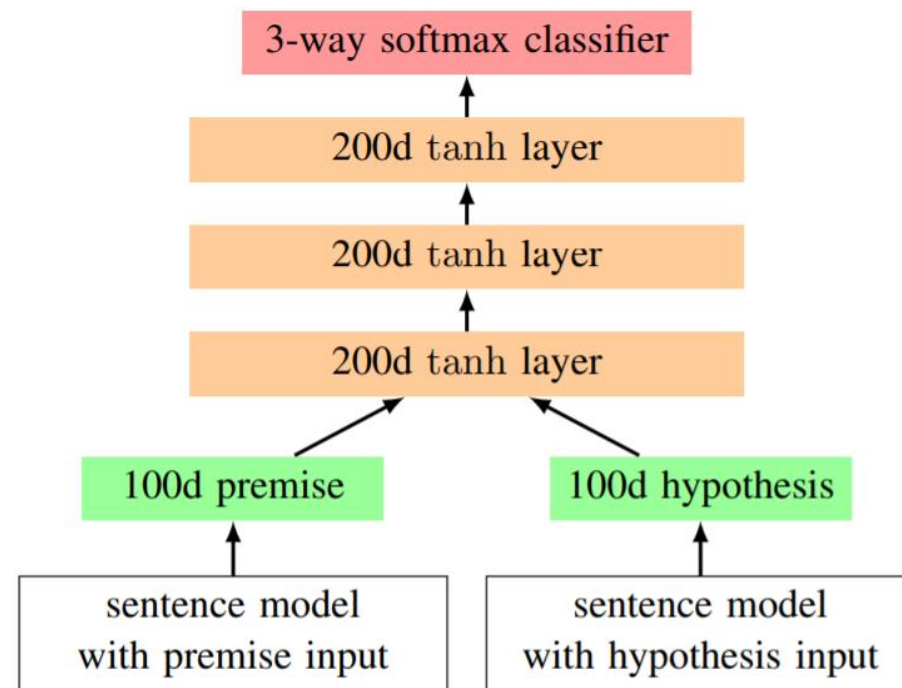 3-way softmax classifier
200d tanh layer
200d tanh layer
200d tanh layer
100d premise
100d hypothesis
sentence model
with premise input
sentence model
with hypothesis input